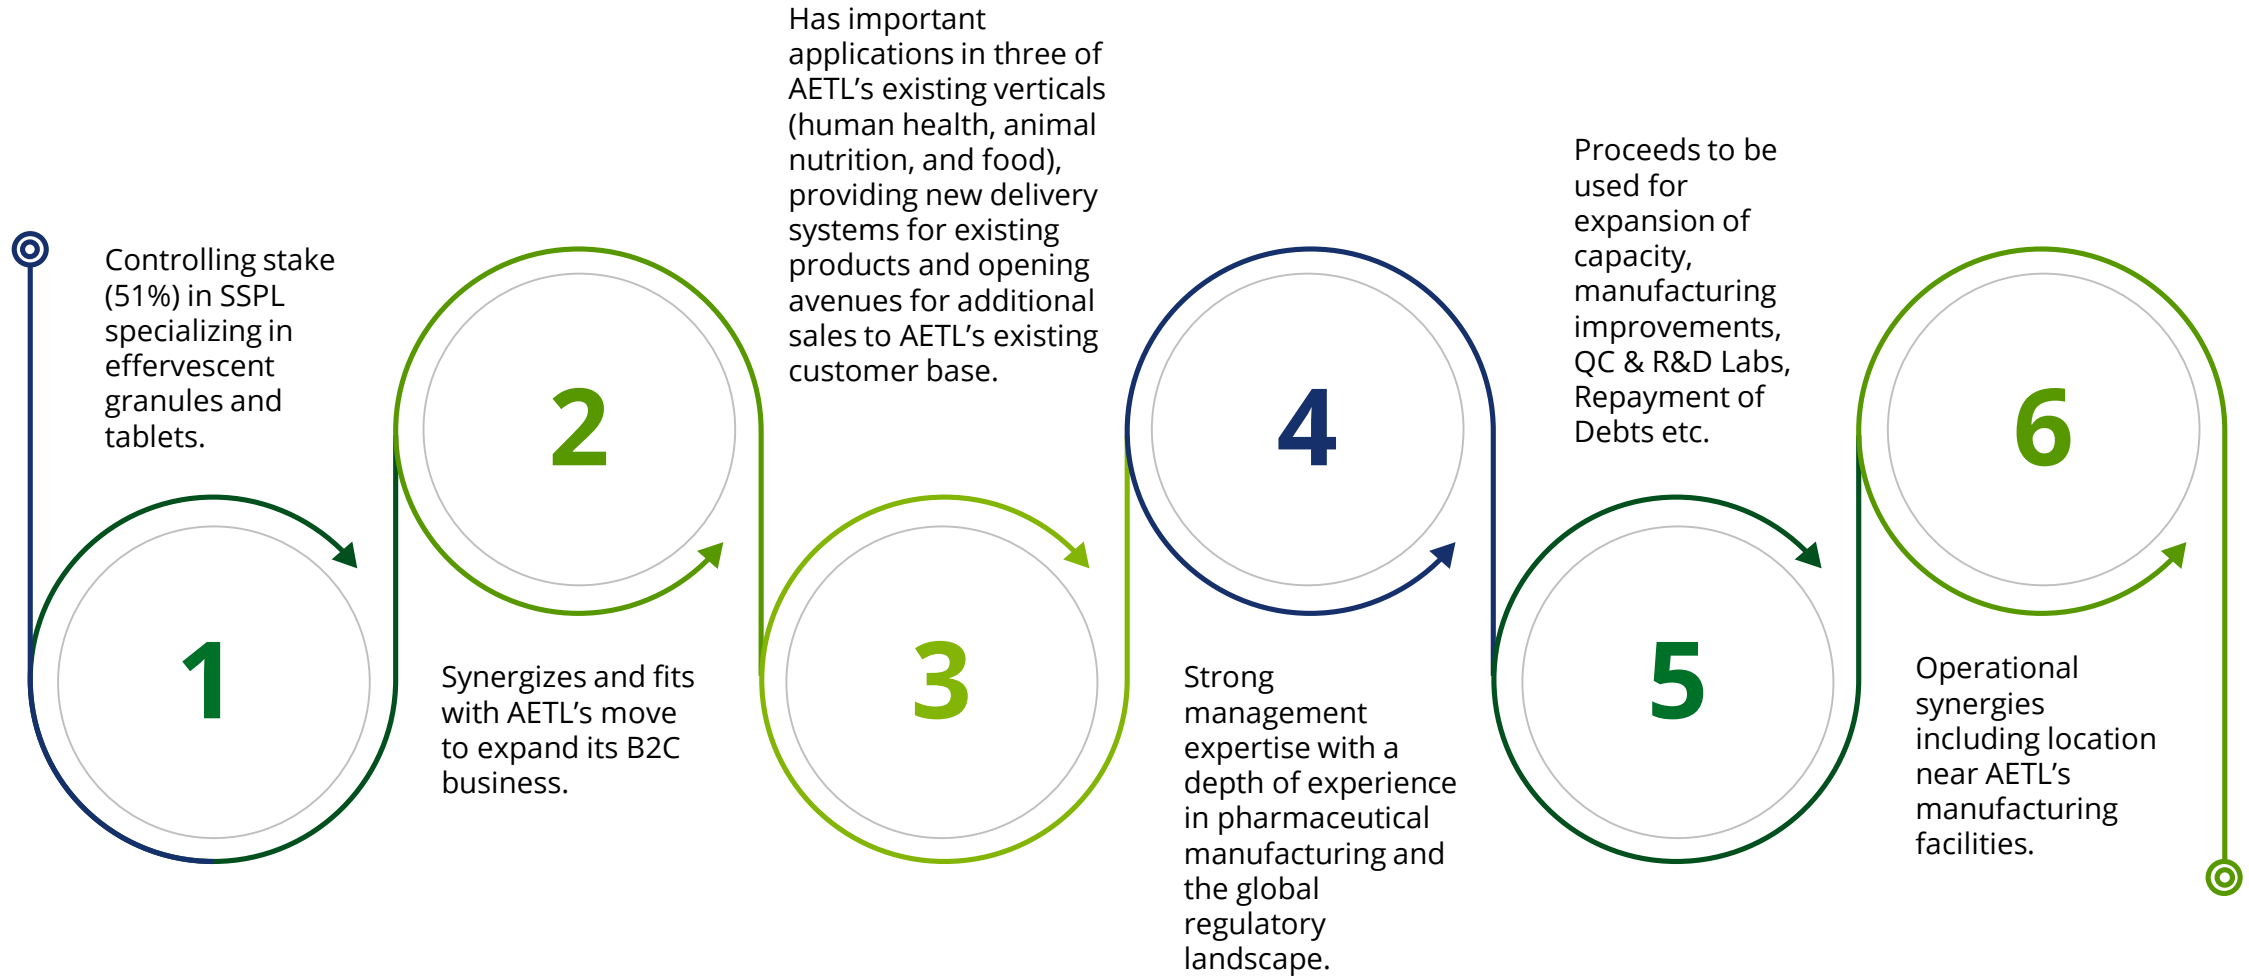 1
Controlling stake
(51%) in SSPL
specializing in
effervescent
granules and
tablets.
2
Synergizes and fits
with AETL’s move
to expand its B2C
business.
3
Has important
applications in three of
AETL’s existing verticals
(human health, animal
nutrition, and food),
providing new delivery
systems for existing
products and opening
avenues for additional
sales to AETL’s existing
customer base.
4
Strong
management
expertise with a
depth of experience
in pharmaceutical
manufacturing and
the global
regulatory
landscape.
5
Proceeds to be
used for
expansion of
capacity,
manufacturing
improvements,
QC & R&D Labs,
Repayment of
Debts etc.
6
Operational
synergies
including location
near AETL’s
manufacturing
facilities.